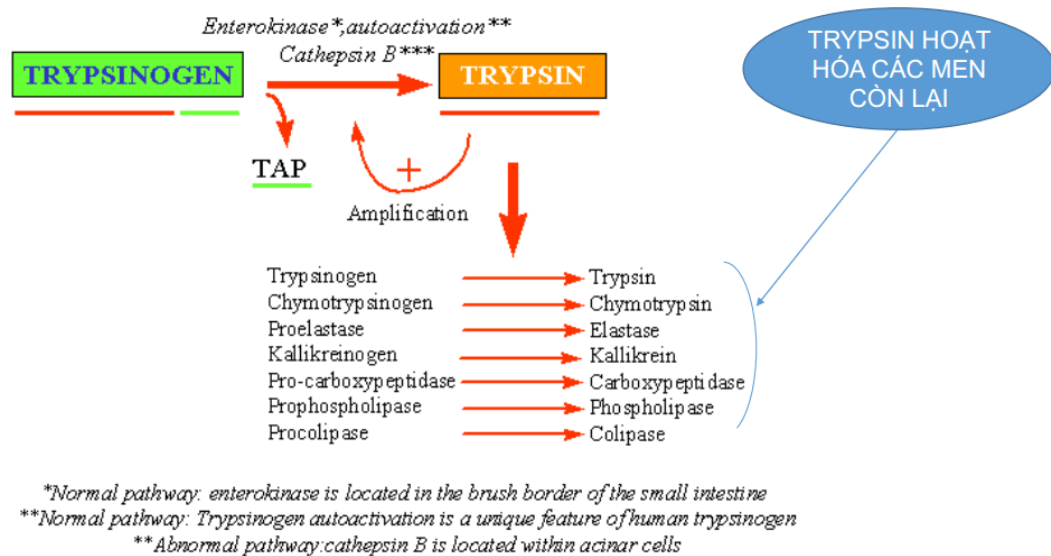 Enterokinase*,autoactivation**
Cathepsin B***
TRYPSINOGEN
TRYPSIN
TRYPSIN HOẠT
HÓA CÁC MEN
CÒN LẠI
TAP
+
Amplification
Trypsinogen Trypsin
Chymotrypsinogen Chymotrypsin
Proelastase Elastase
Kallikreinogen Kallikrein
Pro-carboxypeptidase Carboxypeptidase
Prophospholipase Phospholipase
Procolipase Colipase
*Normal pathway: enterokinase is located in the brush border of the small intestine
**Normal pathway: Trypsinogen autoactivation is a unique feature of human trypsinogen
**Abnormal pathway:cathepsin B is located within acinar cells